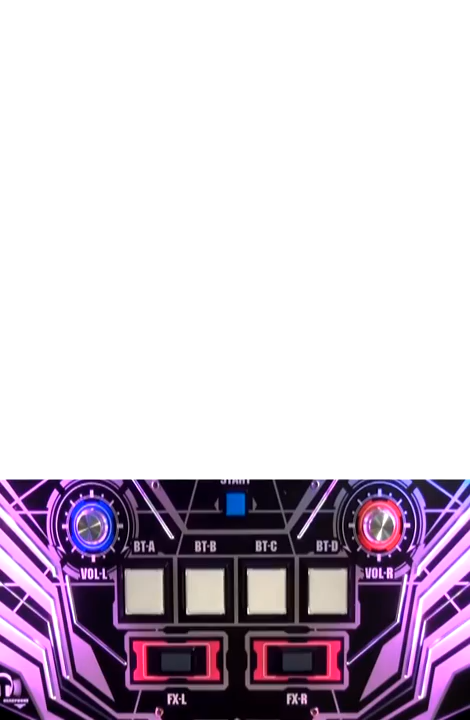 START
BT-A BT-B BT-C BT-D
VOL-L VOL-R
FX-L FX-R